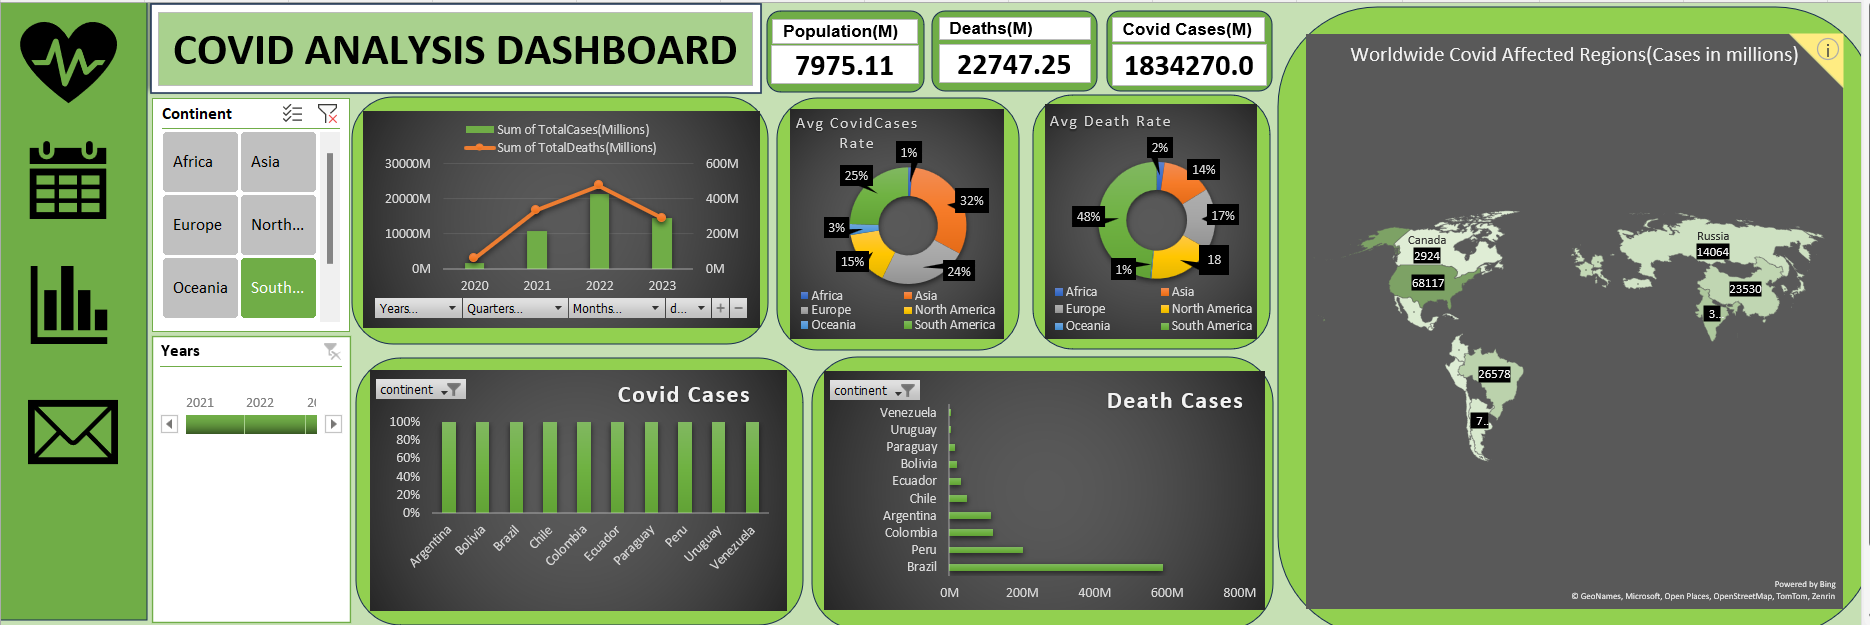 COVID ANALYSIS DASHBOARD
Population(M)
7975.11
Deaths(M)
22747.25
Covid Cases(M)
1834270.0
Continent
Africa
Asia
Europe
North...
Oceania
South...
Years
2021 2022
Sum of TotalCases(Millions)
Sum of TotalDeaths(Millions)
30000M
20000M
10000M
0M
600M
400M
200M
0M
2020 2021 2022 2023
Years...
Quarters...
Months...
d...
Avg CovidCases
Rate
1%
32%
24%
15%
3%
25%
Africa
Asia
Europe
North America
Oceania
South America
Avg Death Rate
2%
14%
17%
18
1%
48%
Africa
Asia
Europe
North America
Oceania
South America
continent
Covid Cases
100%
80%
60%
40%
20%
0%
Argentina
Bolivia
Brazil
Chile
Colombia
Ecuador
Paraguay
Peru
Uruguay
Venezuela
continent
Death Cases
Venezuela
Uruguay
Paraguay
Bolivia
Ecuador
Chile
Argentina
Colombia
Peru
Brazil
0M 200M 400M 600M 800M
Worldwide Covid Affected Regions(Cases in millions)
Canada
2924
68117
Russia
14064
23530
3..
26578
7..
Powered by Bing
© GeoNames, Microsoft, Open Places, OpenStreetMap, TomTom, Zenrin